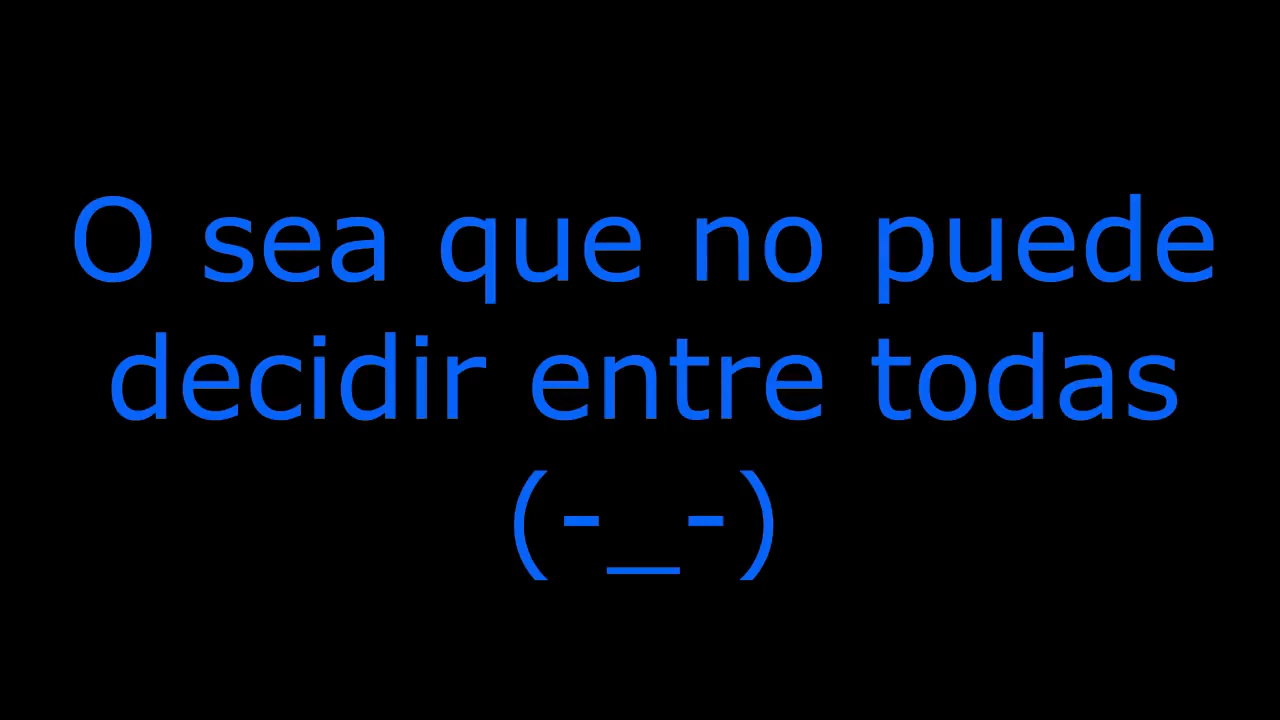 O sea que no puede
decidir entre todas
(-_-)